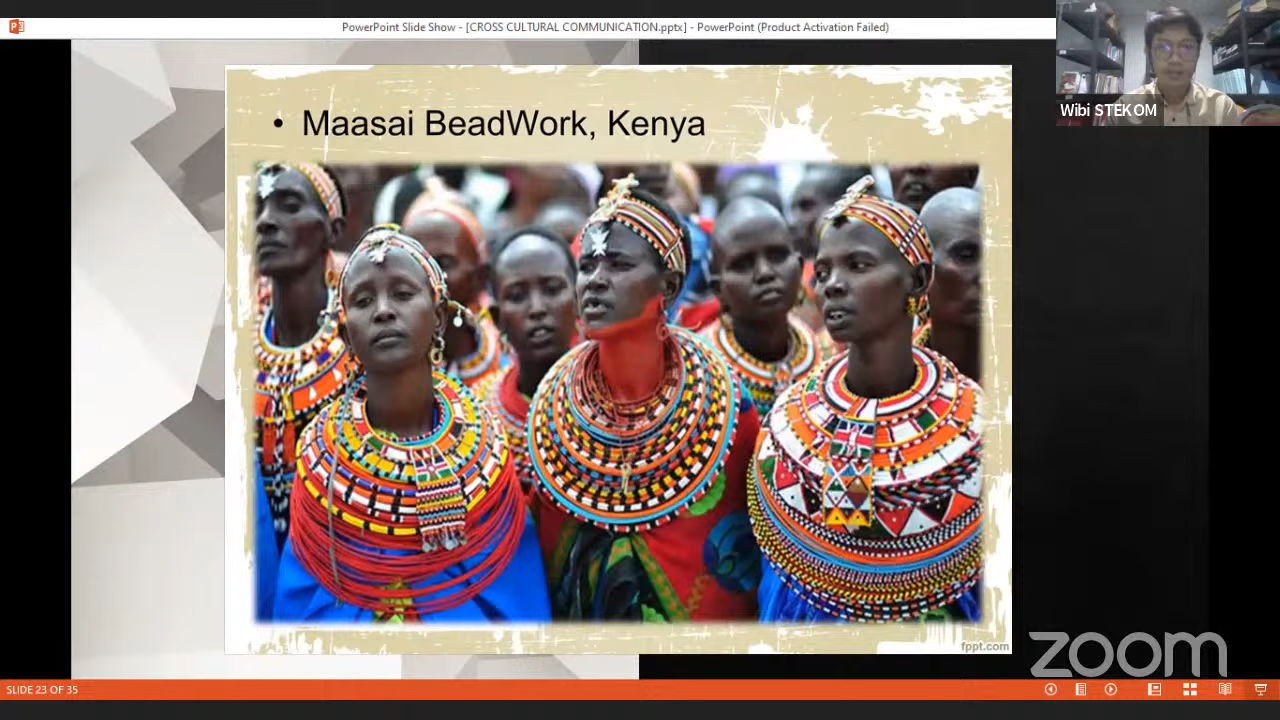 PowerPoint Slide Show - [CROSS CULTURAL COMMUNICATION.pptx] - PowerPoint (Product Activation Failed)
Wibi STEKOM
• Maasai BeadWork, Kenya
fppt.com
zoom
SLIDE 23 OF 35